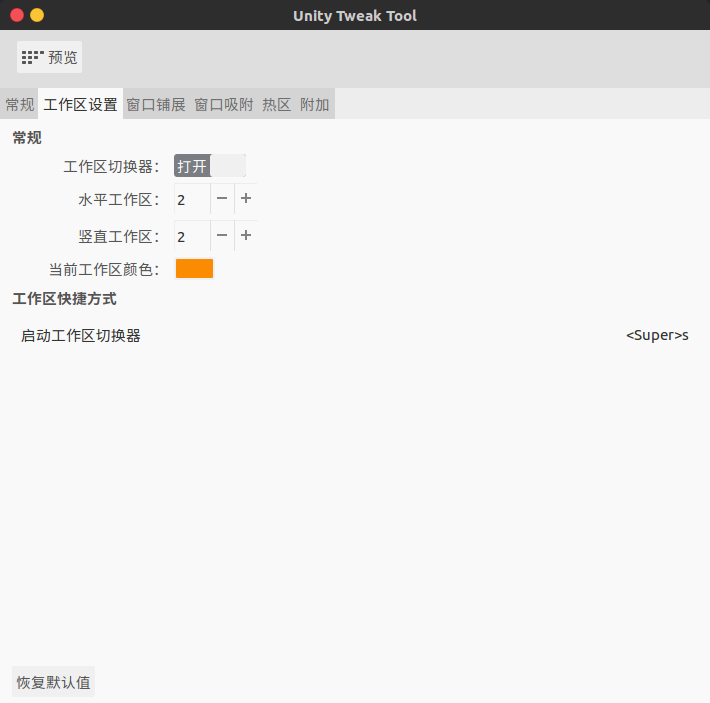 Unity Tweak Tool
预览
常规 工作区设置 窗口铺展 窗口吸附 热区 附加
常规
工作区切换器： 打开
水平工作区： 2 − +
竖直工作区： 2 − +
当前工作区颜色：
工作区快捷方式
启动工作区切换器 <Super>s
恢复默认值